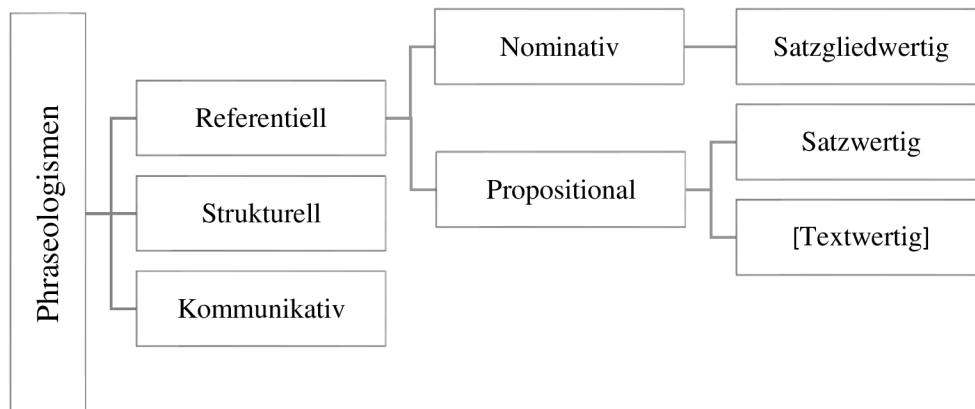 Phraseologismen
Referentiell
Strukturell
Kommunikativ
Nominativ
Propositional
Satzgliedwertig
Satzwertig
[Textwertig]